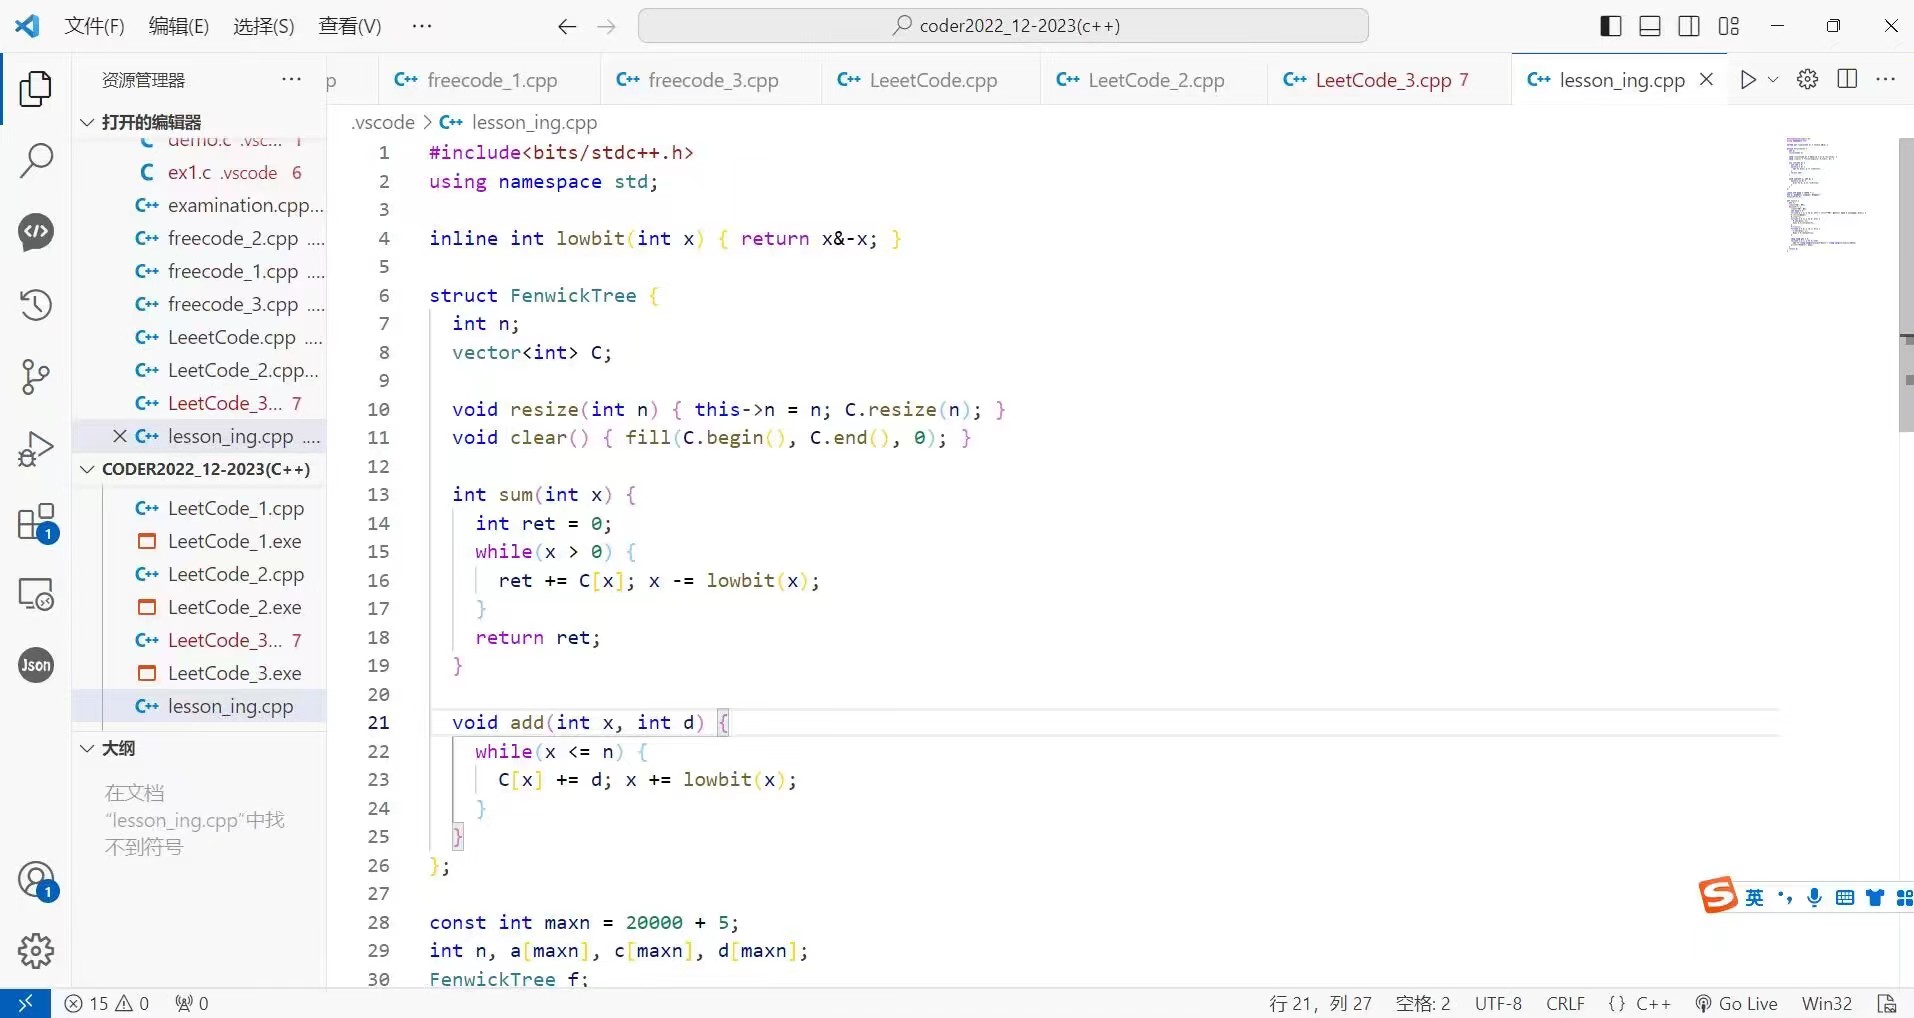 文件(F) 编辑(E) 选择(S) 查看(V) ··· coder2022_12-2023(c++)
资源管理器 ···
p freecode_1.cpp freecode_3.cpp LeeetCode.cpp LeetCode_2.cpp LeetCode_3.cpp 7 lesson_ing.cpp
打开的编辑器
.vscode > lesson_ing.cpp
demo.c .vsc... 1
ex1.c .vscode 6
examination.cpp...
freecode_2.cpp ....
freecode_1.cpp ....
freecode_3.cpp ....
LeeetCode.cpp ....
LeetCode_2.cpp...
LeetCode_3... 7
lesson_ing.cpp ....
CODER2022_12-2023(C++)
LeetCode_1.cpp
LeetCode_1.exe
LeetCode_2.cpp
LeetCode_2.exe
LeetCode_3... 7
LeetCode_3.exe
lesson_ing.cpp
大纲
在文档
“lesson_ing.cpp”中找
不到符号
1
Json
1
1 #include<bits/stdc++.h>
2 using namespace std;
3
4 inline int lowbit(int x) { return x&-x; }
5
6 struct FenwickTree {
7 int n;
8 vector<int> C;
9
10 void resize(int n) { this->n = n; C.resize(n); }
11 void clear() { fill(C.begin(), C.end(), 0); }
12
13 int sum(int x) {
14 int ret = 0;
15 while(x > 0) {
16 ret += C[x]; x -= lowbit(x);
17 }
18 return ret;
19 }
20
21 void add(int x, int d) {
22 while(x <= n) {
23 C[x] += d; x += lowbit(x);
24 }
25 }
26 };
27
28 const int maxn = 20000 + 5;
29 int n, a[maxn], c[maxn], d[maxn];
30 FenwickTree f;
英
15 0 0 行 21，列 27 空格: 2 UTF-8 CRLF {} C++ Go Live Win32